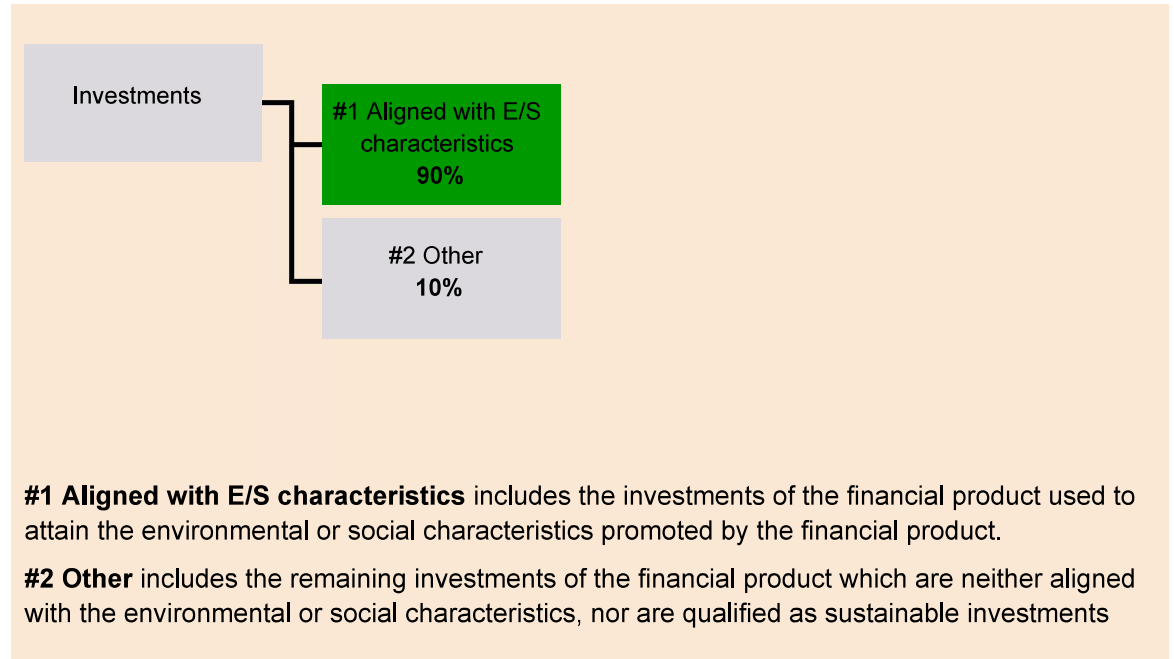 Investments
#1 Aligned with E/S
characteristics
90%
#2 Other
10%
#1 Aligned with E/S characteristics includes the investments of the financial product used to
attain the environmental or social characteristics promoted by the financial product.
#2 Other includes the remaining investments of the financial product which are neither aligned
with the environmental or social characteristics, nor are qualified as sustainable investments